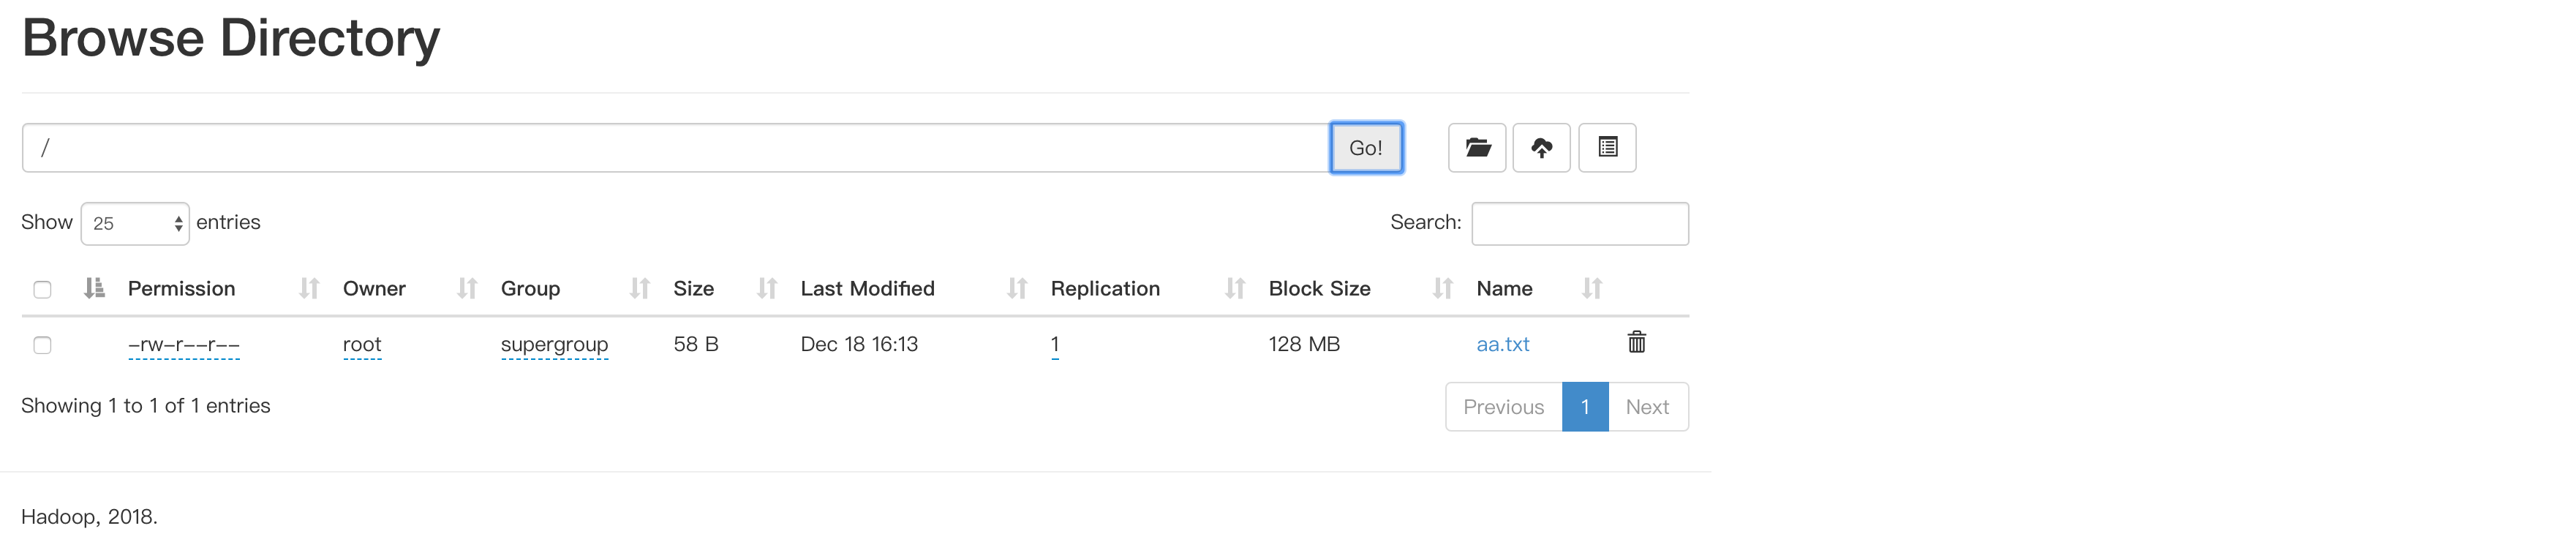 Browse Directory
/ Go!
Show 25 entries Search:
Permission Owner Group Size Last Modified Replication Block Size Name
-rw-r--r-- root supergroup 58 B Dec 18 16:13 1 128 MB aa.txt
Showing 1 to 1 of 1 entries Previous 1 Next
Hadoop, 2018.